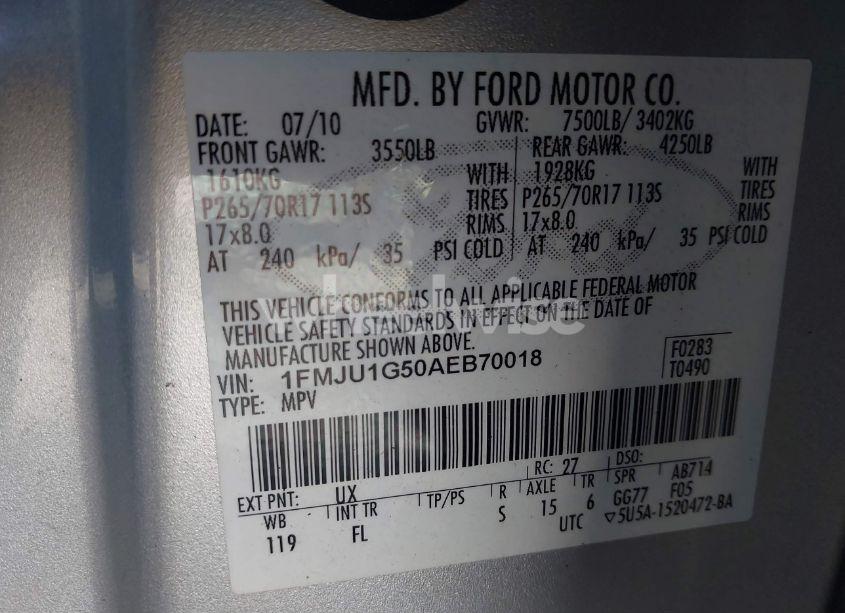 MFD. BY FORD MOTOR CO.
DATE: 07/10 GVWR: 7500LB/ 3402KG
FRONT GAWR: 3550LB REAR GAWR: 4250LB
1610KG WITH 1928KG WITH
P265/70R17 113S TIRES P265/70R17 113S TIRES
17x8.0 RIMS 17x8.0 RIMS
AT 240 kPa/ 35 PSI COLD AT 240 kPa/ 35 PSI COLD
THIS VEHICLE CONFORMS TO ALL APPLICABLE FEDERAL MOTOR
VEHICLE SAFETY STANDARDS IN EFFECT ON THE DATE OF
MANUFACTURE SHOWN ABOVE.
VIN: 1FMJU1G50AEB70018 F0283
TYPE: MPV T0490
EXT PNT: UX RC: 27 DSO:
WB INT TR TP/PS R AXLE TR SPR AB714
119 FL S 15 6 GG77 F05
UTC ▽5U5A-1520472-BA